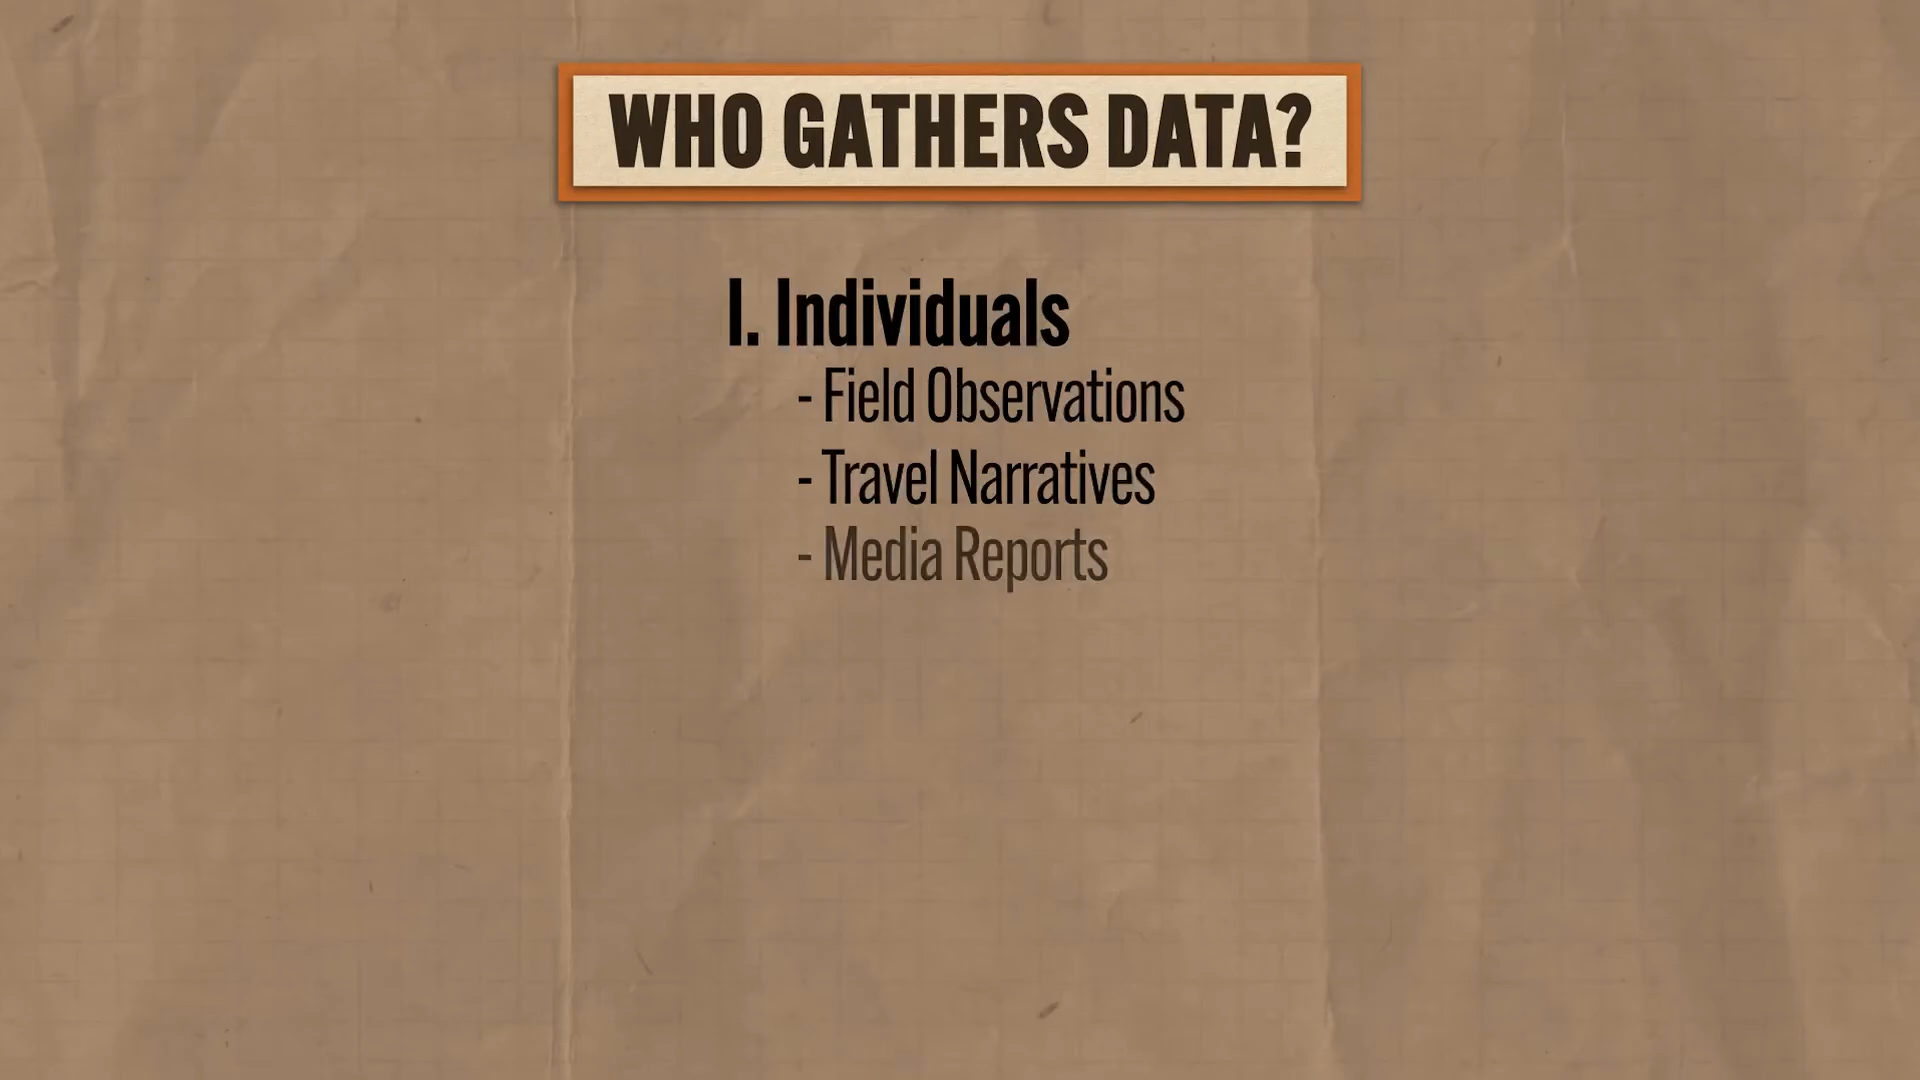 WHO GATHERS DATA?
I. Individuals
- Field Observations
- Travel Narratives
- Media Reports